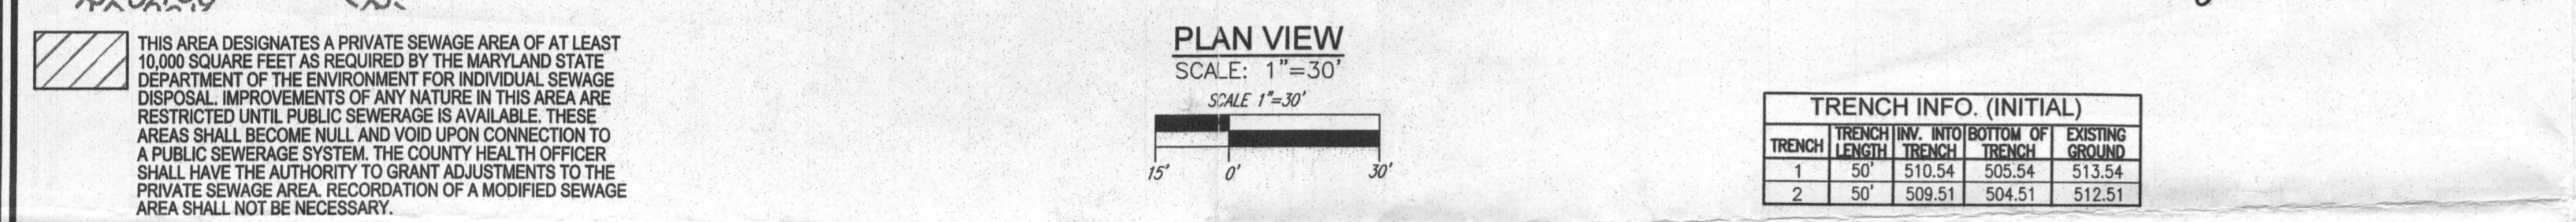 THIS AREA DESIGNATES A PRIVATE SEWAGE AREA OF AT LEAST
10,000 SQUARE FEET AS REQUIRED BY THE MARYLAND STATE
DEPARTMENT OF THE ENVIRONMENT FOR INDIVIDUAL SEWAGE
DISPOSAL. IMPROVEMENTS OF ANY NATURE IN THIS AREA ARE
RESTRICTED UNTIL PUBLIC SEWERAGE IS AVAILABLE. THESE
AREAS SHALL BECOME NULL AND VOID UPON CONNECTION TO
A PUBLIC SEWERAGE SYSTEM. THE COUNTY HEALTH OFFICER
SHALL HAVE THE AUTHORITY TO GRANT ADJUSTMENTS TO THE
PRIVATE SEWAGE AREA. RECORDATION OF A MODIFIED SEWAGE
AREA SHALL NOT BE NECESSARY.
PLAN VIEW
SCALE: 1"=30'
SCALE 1"=30'
15' 0' 30'
TRENCH INFO. (INITIAL)
TRENCH TRENCH LENGTH INV. INTO TRENCH BOTTOM OF TRENCH EXISTING GROUND
1 50' 510.54 505.54 513.54
2 50' 509.51 504.51 512.51